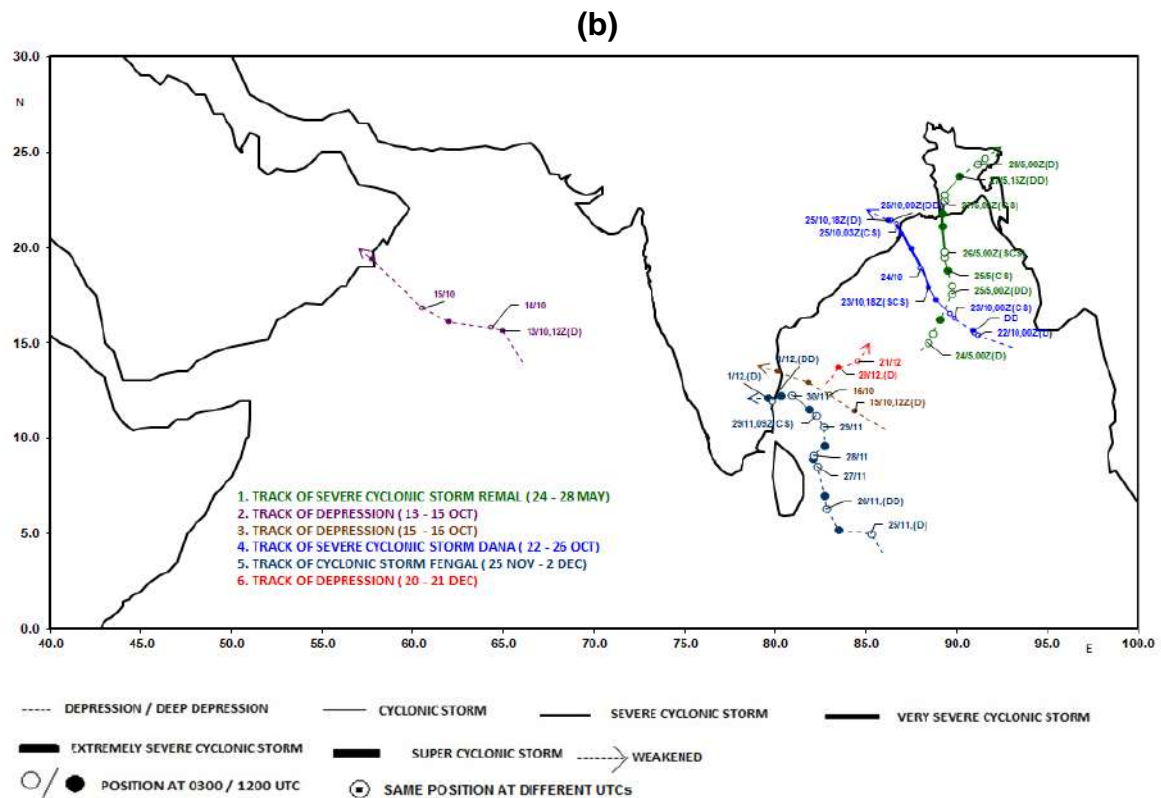 (b)
30.0
N
25.0
20.0
15.0
10.0
5.0
0.0
40.0 45.0 50.0 55.0 60.0 65.0 70.0 75.0 80.0 85.0 90.0 95.0 100.0
E
28/5,00Z(D)
27/5,15Z(DD)
25/10,18Z(D)
25/10,03Z(CS)
26/5,00Z(SCS)
24/10
25/5(CS)
25/5,00Z(DD)
23/10,18Z(SCS)
23/10,00Z(CS)
DD
22/10,00Z(D)
24/5,00Z(D)
15/10
14/10
13/10,12Z(D)
21/12
20/12,(D)
1/12,(DD)
1/12,(D)
30/11
16/10
15/10,12Z(D)
29/11,09Z(CS)
29/11
28/11
27/11
26/11,(DD)
25/11,(D)
1. TRACK OF SEVERE CYCLONIC STORM REMAL ( 24 - 28 MAY)
2. TRACK OF DEPRESSION ( 13 - 15 OCT)
3. TRACK OF DEPRESSION ( 15 - 16 OCT)
4. TRACK OF SEVERE CYCLONIC STORM DANA ( 22 - 26 OCT)
5. TRACK OF CYCLONIC STORM FENGAL ( 25 NOV - 2 DEC)
6. TRACK OF DEPRESSION ( 20 - 21 DEC)
DEPRESSION / DEEP DEPRESSION
CYCLONIC STORM
SEVERE CYCLONIC STORM
VERY SEVERE CYCLONIC STORM
EXTREMELY SEVERE CYCLONIC STORM
SUPER CYCLONIC STORM
WEAKENED
POSITION AT 0300 / 1200 UTC
SAME POSITION AT DIFFERENT UTCs